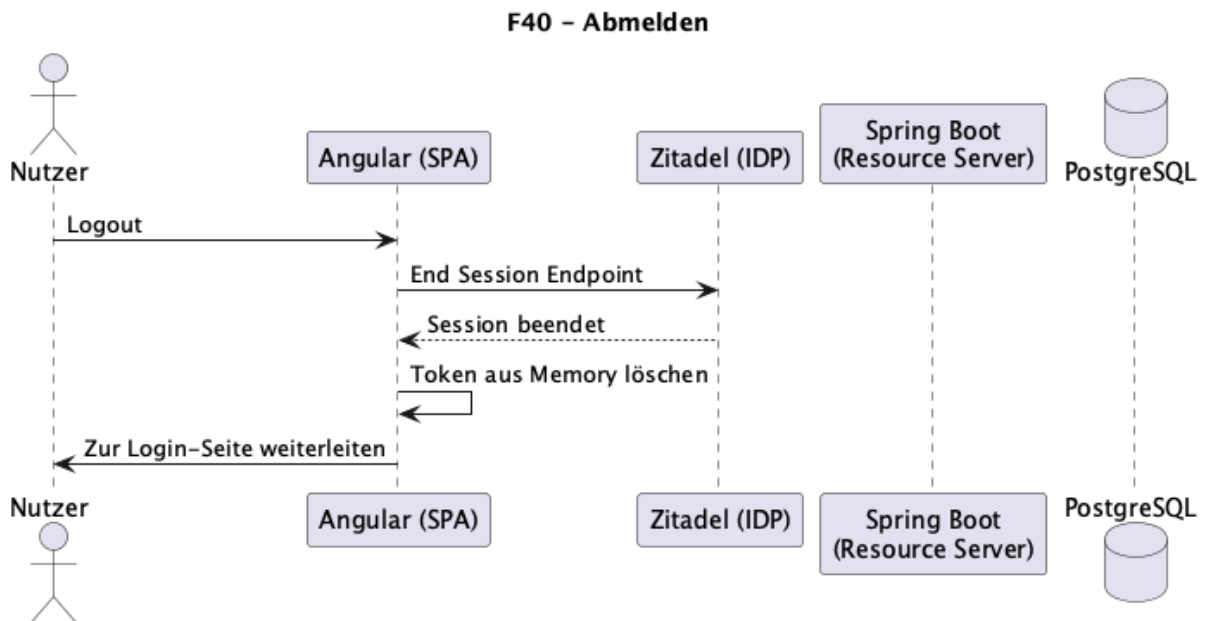 F40 – Abmelden
Nutzer
Angular (SPA)
Zitadel (IDP)
Spring Boot
(Resource Server)
PostgreSQL
Logout
End Session Endpoint
Session beendet
Token aus Memory löschen
Zur Login-Seite weiterleiten
Nutzer
Angular (SPA)
Zitadel (IDP)
Spring Boot
(Resource Server)
PostgreSQL